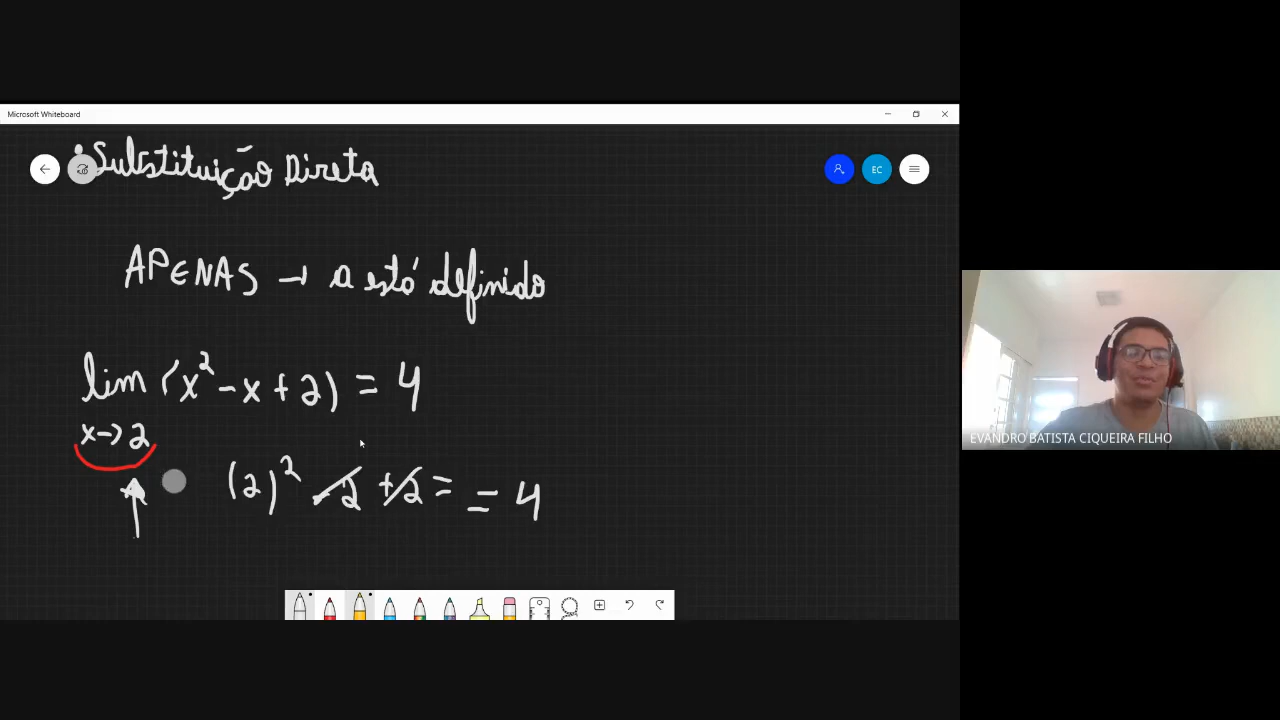 Microsoft Whiteboard
• Substituição Direta
EC
APENAS → a está definido
lim (x² - x + 2) = 4
x→2
(2)² - 2 + 2 = = 4
EVANDRO BATISTA CIQUEIRA FILHO